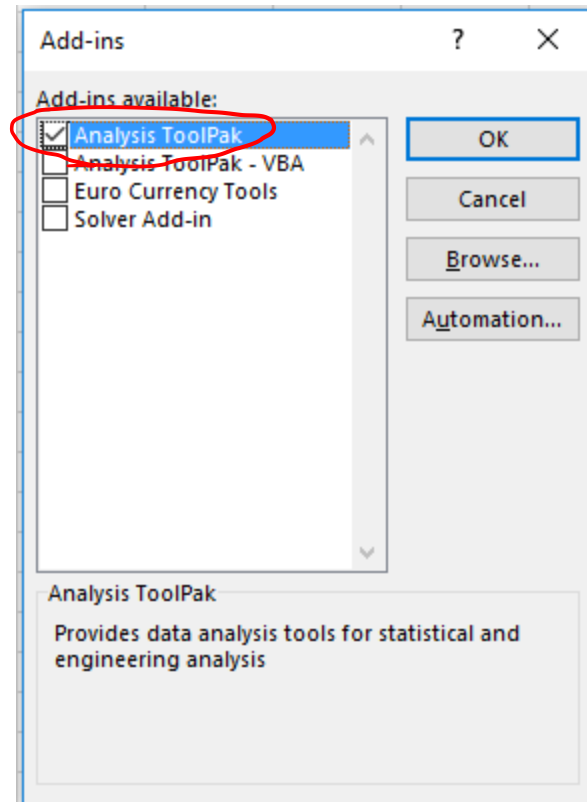 Add-ins
?
Add-ins available:
Analysis ToolPak
Analysis ToolPak - VBA
Euro Currency Tools
Solver Add-in
OK
Cancel
Browse...
Automation...
Analysis ToolPak
Provides data analysis tools for statistical and
engineering analysis